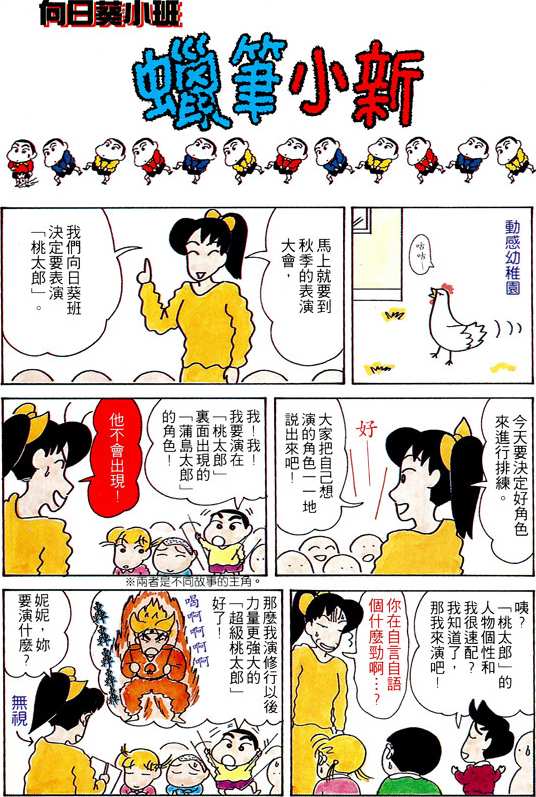 向日葵小班
蠟筆小新
動感幼稚園
咕咕~
馬上就要到
秋季的表演
大會，
我們向日葵班
決定要表演
「桃太郎」。
今天要決定好角色
來進行排練。
大家把自己想
演的角色一一地
說出來吧！
好~
我！我！
我要演在
「桃太郎」
裏面出現的
「蒲島太郎」
的角色！
他不會出現！
※兩者是不同故事的主角。
咦？
「桃太郎」的
人物個性和
我很速配？
我知道了，
那我來演吧！
你在自言自語
個什麼勁啊…？
那麼我演修行以後
力量更強大的
「超級桃太郎」
好了！
喝啊啊啊啊
轟轟轟
轟轟轟
妮妮，妳
要演什麼？
無視